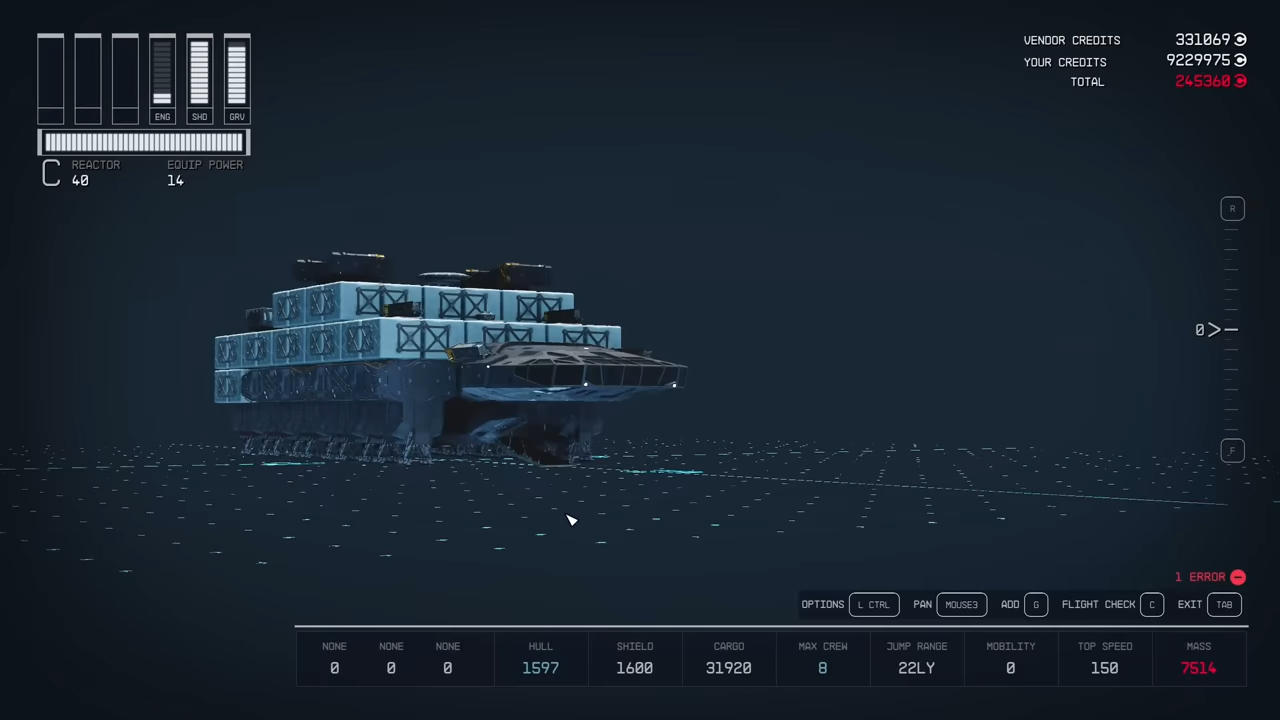 VENDOR CREDITS 331069
YOUR CREDITS 9229975
TOTAL 245360
ENG SHD GRV
C REACTOR 40 EQUIP POWER 14
R
0
F
1 ERROR
OPTIONS L CTRL PAN MOUSE3 ADD G FLIGHT CHECK C EXIT TAB
NONE NONE NONE HULL SHIELD CARGO MAX CREW JUMP RANGE MOBILITY TOP SPEED MASS
0 0 0 1597 1600 31920 8 22LY 0 150 7514